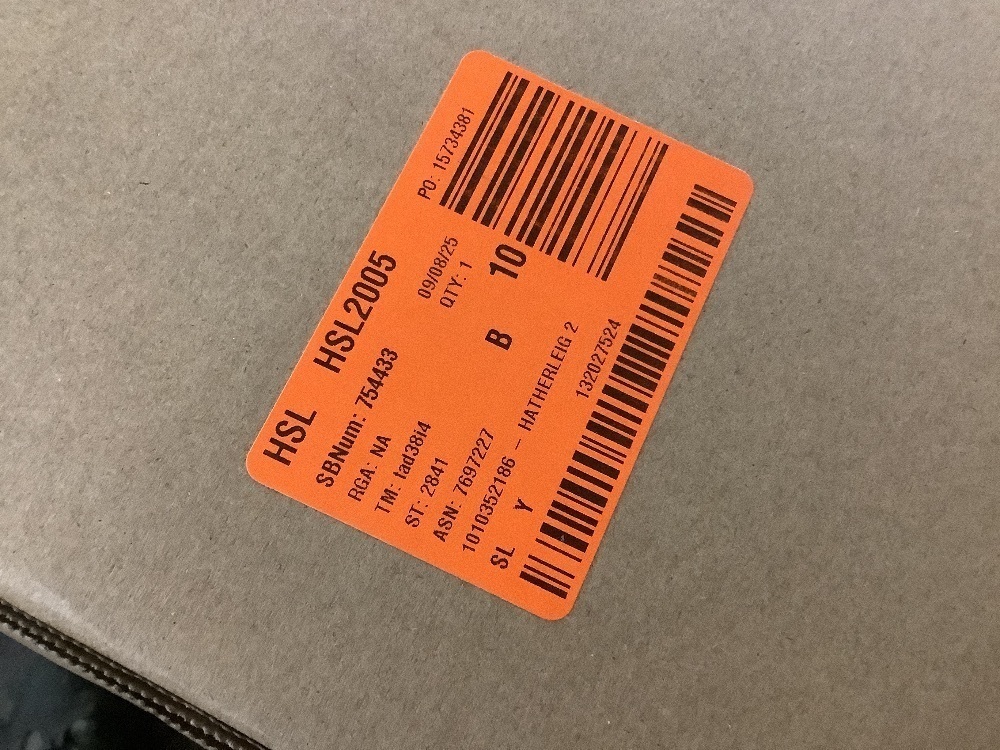 HSL HSL2005
SBNum: 754433
RGA: NA
TM: tad38i4
ST: 2841
ASN: 7697227
1010352186 - HATHERLEIG 2
SL Y
PO: 15734381
09/08/25
QTY: 1
B 10
132027524